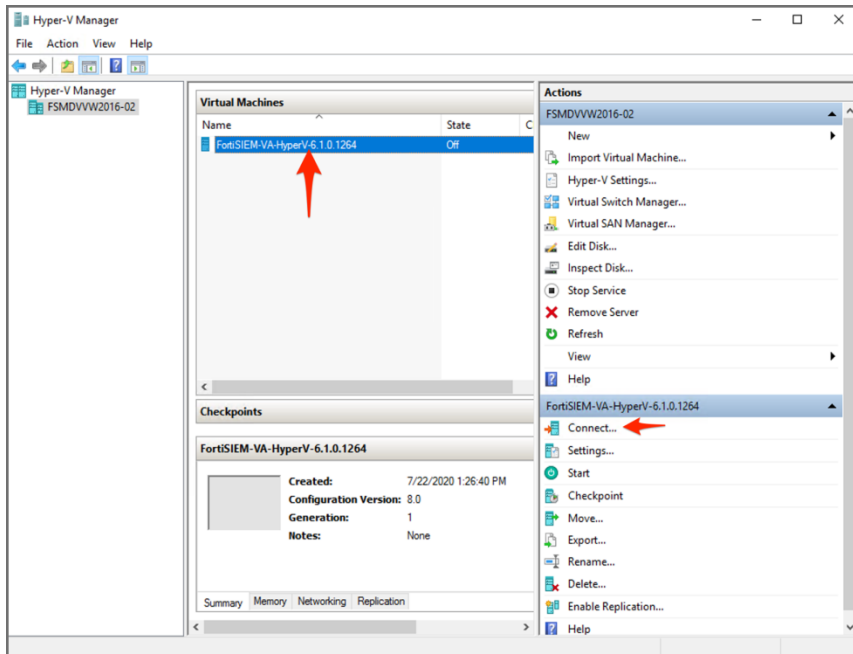 Hyper-V Manager
File Action View Help
Hyper-V Manager
FSMDVVW2016-02
Virtual Machines
Name State C
FortiSIEM-VA-HyperV-6.1.0.1264 Off
Checkpoints
FortiSIEM-VA-HyperV-6.1.0.1264
Created: 7/22/2020 1:26:40 PM
Configuration Version: 8.0
Generation: 1
Notes: None
Summary Memory Networking Replication
Actions
FSMDVVW2016-02
New
Import Virtual Machine...
Hyper-V Settings...
Virtual Switch Manager...
Virtual SAN Manager...
Edit Disk...
Inspect Disk...
Stop Service
Remove Server
Refresh
View
Help
FortiSIEM-VA-HyperV-6.1.0.1264
Connect...
Settings...
Start
Checkpoint
Move...
Export...
Rename...
Delete...
Enable Replication...
Help